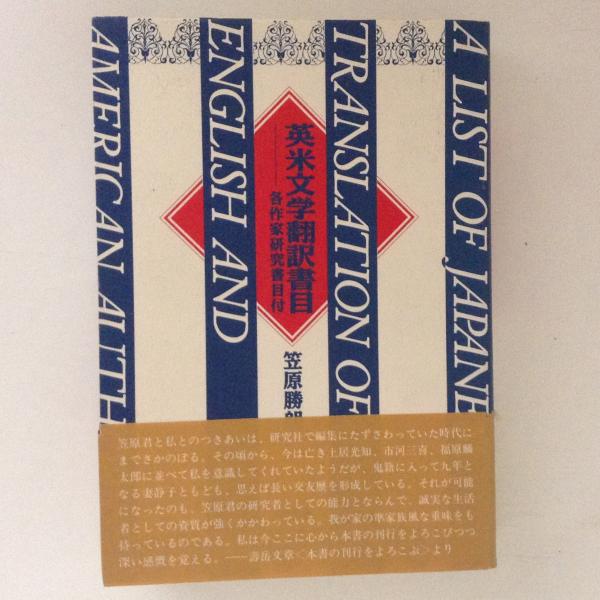 A LIST OF JAPANE
TRANSLATION OF
ENGLISH AND
AMERICAN AUTH
英米文学翻訳書目
――各作家研究書目付
笠原勝朗
笠原君と私とのつきあいは、研究社で編集にたずさわっていた時代に
までさかのぼる。その頃から、今は亡き土居光知、市河三喜、福原麟
太郎に並べて私を意識してくれていたようだが、鬼籍に入って九年と
なる妻静子ともども、思えば長い交友歴を形成している。それが可能
になったのも、笠原君の研究者としての能力とならんで、誠実な生活
者としての資質が強くかかわっている。我が家の準家族風な重味をも
持っているのである。私は今ここに心から本書の刊行をよろこびつつ
深い感慨を覚える。――壽岳文章<本書の刊行をよろこぶ>より